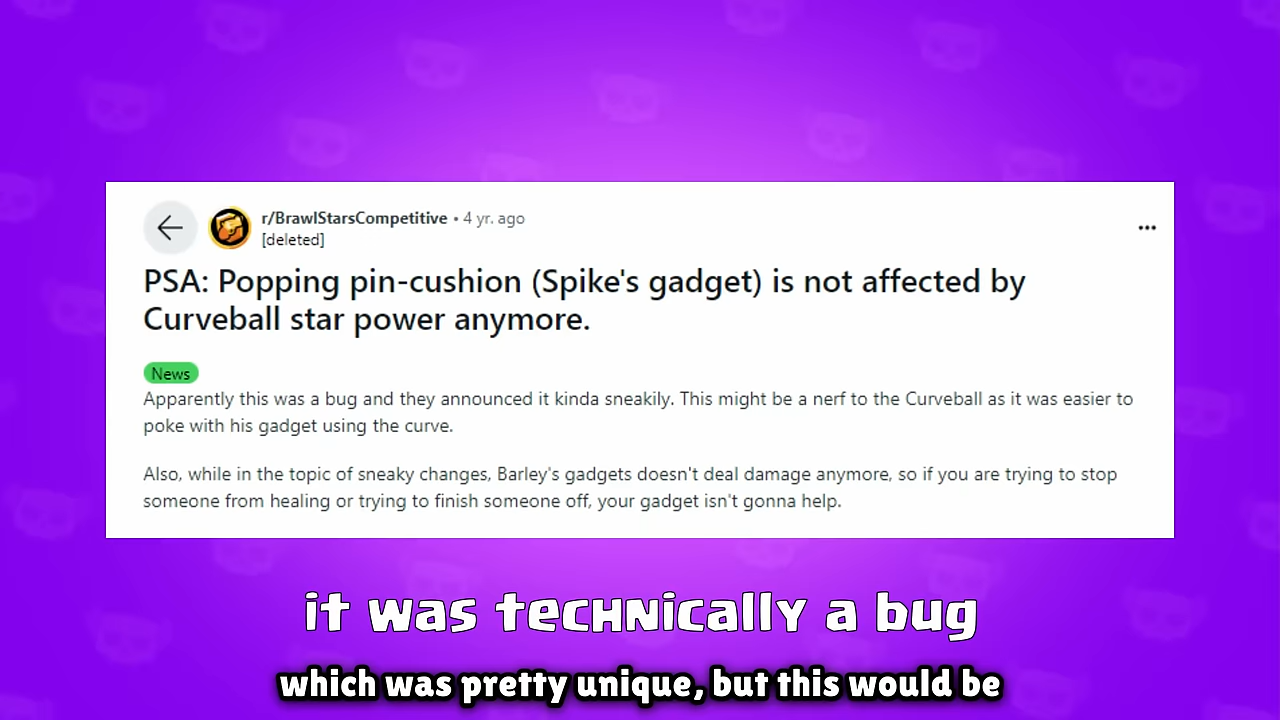 r/BrawlStarsCompetitive • 4 yr. ago
[deleted]
PSA: Popping pin-cushion (Spike's gadget) is not affected by
Curveball star power anymore.
News
Apparently this was a bug and they announced it kinda sneakily. This might be a nerf to the Curveball as it was easier to
poke with his gadget using the curve.
Also, while in the topic of sneaky changes, Barley's gadgets doesn't deal damage anymore, so if you are trying to stop
someone from healing or trying to finish someone off, your gadget isn't gonna help.
it was technically a bug
which was pretty unique, but this would be